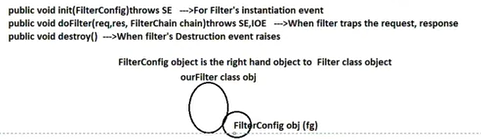 public void init(FilterConfig)throws SE --->For Filter's instantiation event
public void doFilter(req,res, FilterChain chain)throws SE,IOE --->When filter traps the request, response
public void destroy() --->When filter's Destruction event raises
FilterConfig object is the right hand object to Filter class object
ourFilter class obj
FilterConfig obj (fg)